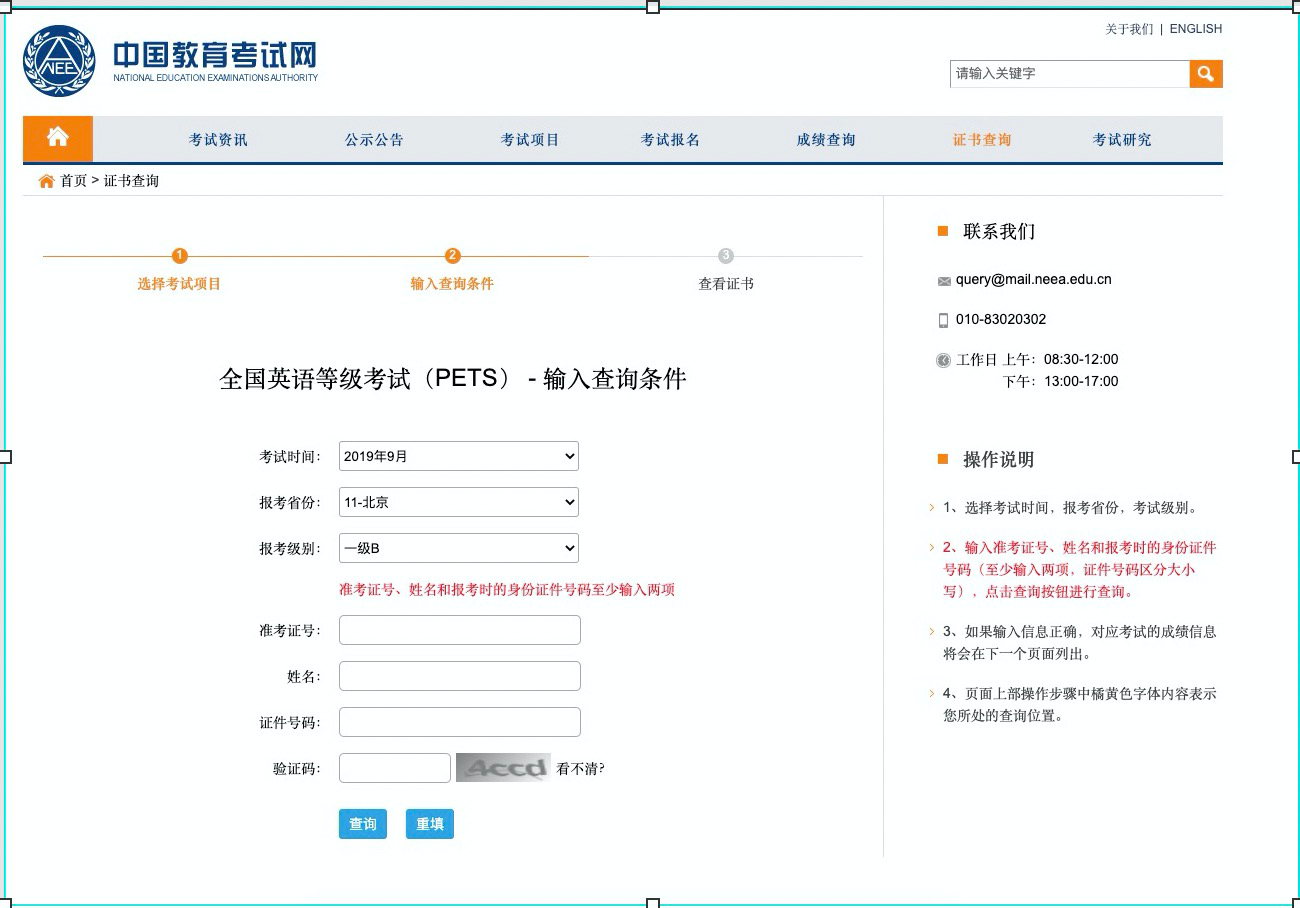 关于我们 | ENGLISH
NEEA
中国教育考试网
NATIONAL EDUCATION EXAMINATIONS AUTHORITY
请输入关键字
考试资讯 公示公告 考试项目 考试报名 成绩查询 证书查询 考试研究
首页 > 证书查询
1 2 3
选择考试项目 输入查询条件 查看证书
全国英语等级考试（PETS） - 输入查询条件
考试时间： 2019年9月
报考省份： 11-北京
报考级别： 一级B
准考证号、姓名和报考时的身份证件号码至少输入两项
准考证号：
姓名：
证件号码：
验证码： 4ccd 看不清?
查询 重填
联系我们
query@mail.neea.edu.cn
010-83020302
工作日 上午：08:30-12:00
下午：13:00-17:00
操作说明
1、选择考试时间，报考省份，考试级别。
2、输入准考证号、姓名和报考时的身份证件
号码（至少输入两项，证件号码区分大小
写），点击查询按钮进行查询。
3、如果输入信息正确，对应考试的成绩信息
将会在下一个页面列出。
4、页面上部操作步骤中橘黄色字体内容表示
您所处的查询位置。